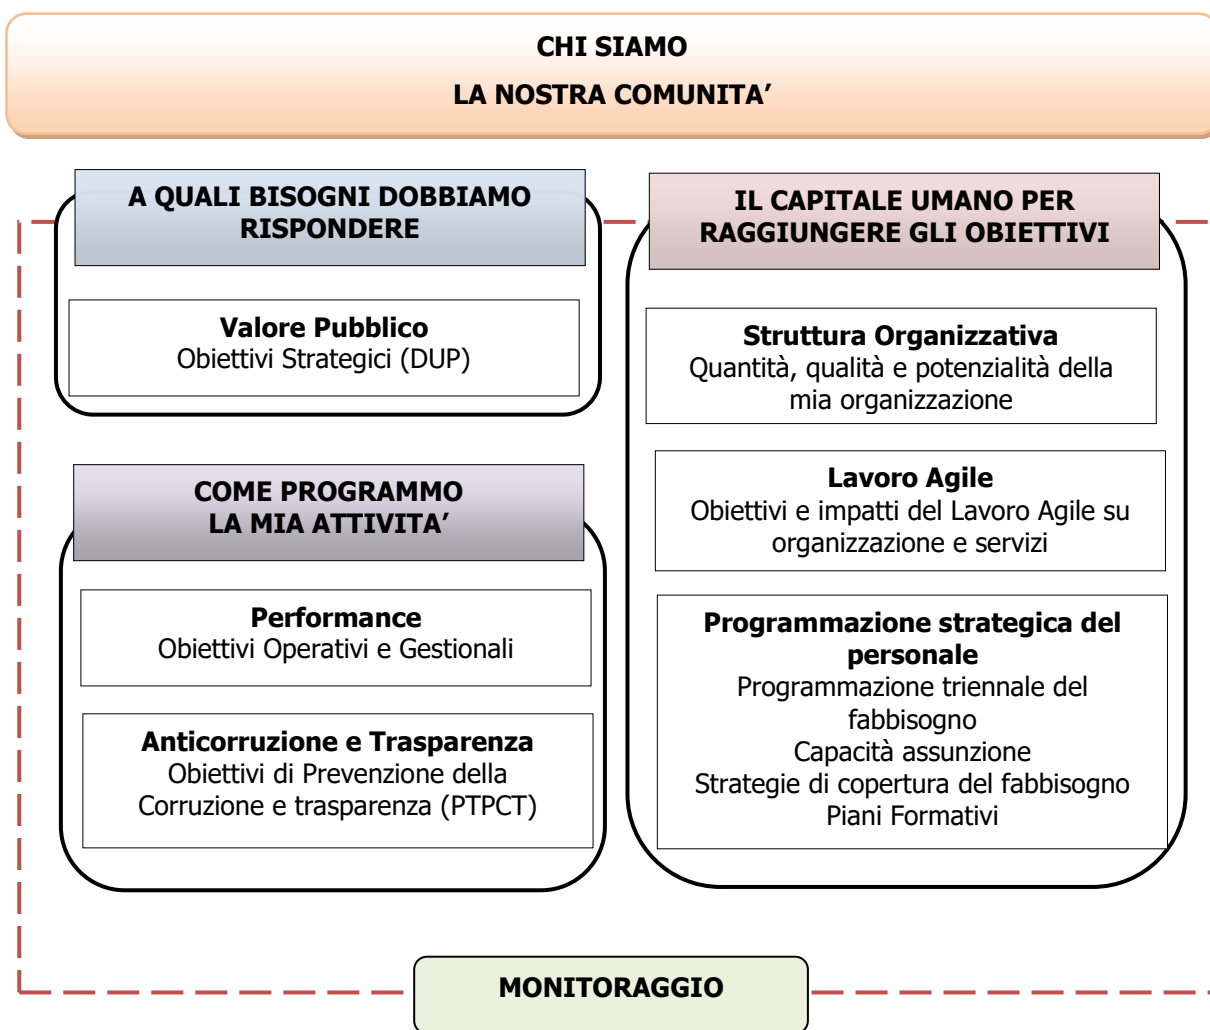 CHI SIAMO
LA NOSTRA COMUNITA’
A QUALI BISOGNI DOBBIAMO
RISPONDERE
Valore Pubblico
Obiettivi Strategici (DUP)
COME PROGRAMMO
LA MIA ATTIVITA’
Performance
Obiettivi Operativi e Gestionali
Anticorruzione e Trasparenza
Obiettivi di Prevenzione della
Corruzione e trasparenza (PTPCT)
IL CAPITALE UMANO PER
RAGGIUNGERE GLI OBIETTIVI
Struttura Organizzativa
Quantità, qualità e potenzialità della
mia organizzazione
Lavoro Agile
Obiettivi e impatti del Lavoro Agile su
organizzazione e servizi
Programmazione strategica del
personale
Programmazione triennale del
fabbisogno
Capacità assunzione
Strategie di copertura del fabbisogno
Piani Formativi
MONITORAGGIO